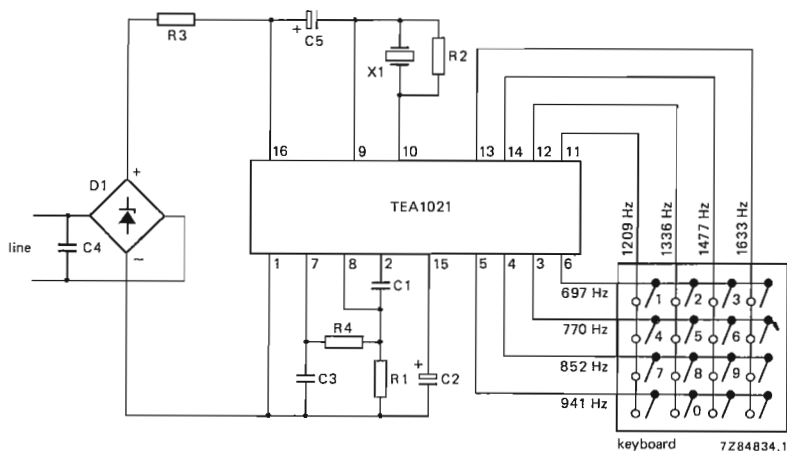 R3
+
C5
X1
R2
16
9
10
13
14
12
11
TEA1021
D1
+
~
line
C4
1
7
8
2
15
5
4
3
6
C1
R4
C3
R1
+
C2
1209 Hz
1336 Hz
1477 Hz
1633 Hz
697 Hz
770 Hz
852 Hz
941 Hz
1
2
3
4
5
6
7
8
9
0
keyboard
7Z84834.1